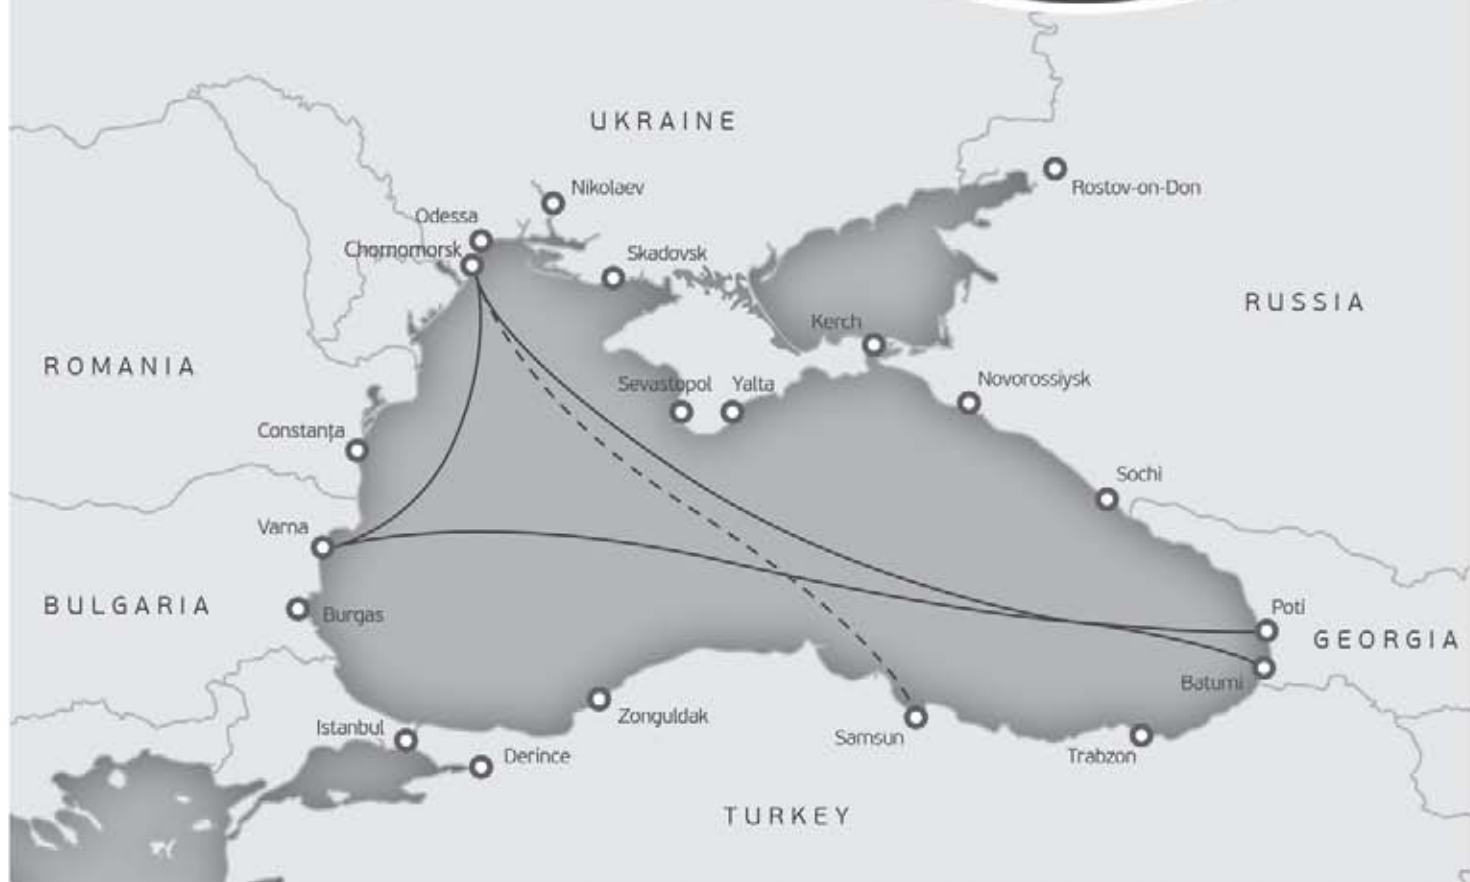 UKRAINE
Rostov-on-Don
Nikolaev
Odessa
Chornomorsk
Skadovsk
RUSSIA
Kerch
ROMANIA
Sevastopol
Yalta
Novorossiysk
Constanța
Sochi
Varna
BULGARIA
Burgas
Poti
GEORGIA
Batumi
Istanbul
Zonguldak
Samsun
Derince
Trabzon
TURKEY